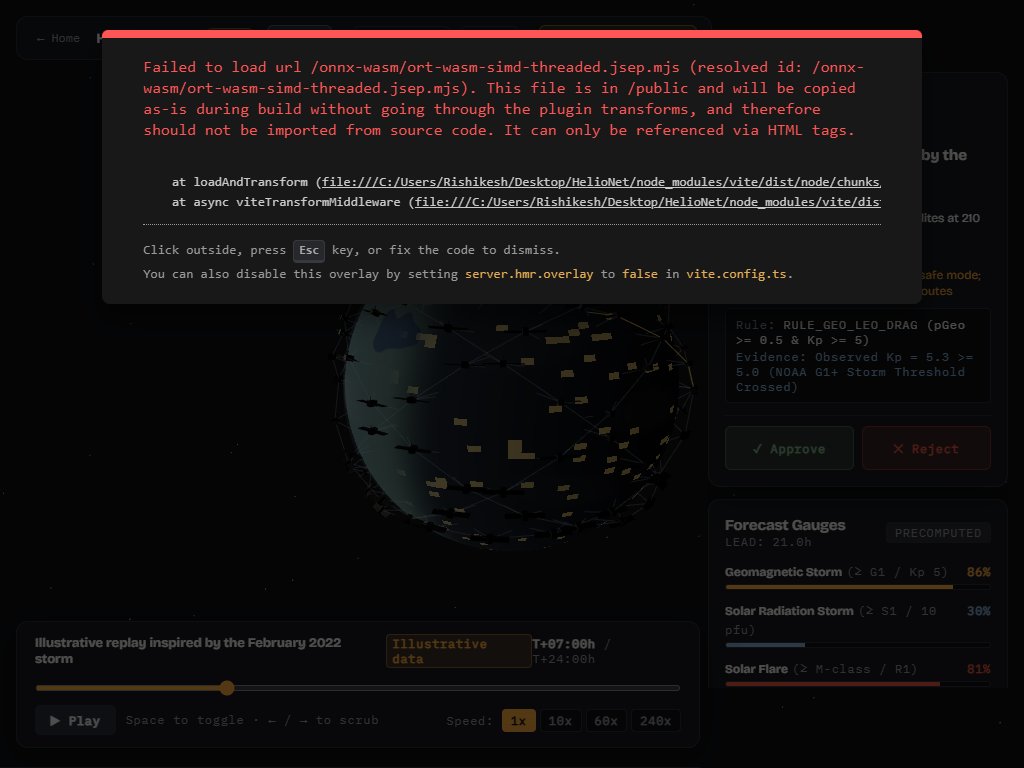 ← Home
Failed to load url /onnx-wasm/ort-wasm-simd-threaded.jsep.mjs (resolved id: /onnx-
wasm/ort-wasm-simd-threaded.jsep.mjs). This file is in /public and will be copied
as-is during build without going through the plugin transforms, and therefore
should not be imported from source code. It can only be referenced via HTML tags.
at loadAndTransform (file:///C:/Users/Rishikesh/Desktop/HelioNet/node_modules/vite/dist/node/chunks
at async viteTransformMiddleware (file:///C:/Users/Rishikesh/Desktop/HelioNet/node_modules/vite/dis
Click outside, press Esc key, or fix the code to dismiss.
You can also disable this overlay by setting server.hmr.overlay to false in vite.config.ts.
by the
lites at 210
safe mode;
outes
Rule: RULE_GEO_LEO_DRAG (pGeo
>= 0.5 & Kp >= 5)
Evidence: Observed Kp = 5.3 >=
5.0 (NOAA G1+ Storm Threshold
Crossed)
✓ Approve
✕ Reject
Forecast Gauges
LEAD: 21.0h
PRECOMPUTED
Geomagnetic Storm (≥ G1 / Kp 5) 86%
Solar Radiation Storm (≥ S1 / 10 30%
pfu)
Solar Flare (≥ M-class / R1) 81%
Illustrative replay inspired by the February 2022
storm
Illustrative
data
T+07:00h /
T+24:00h
▶ Play
Space to toggle · ← / → to scrub
Speed: 1x 10x 60x 240x